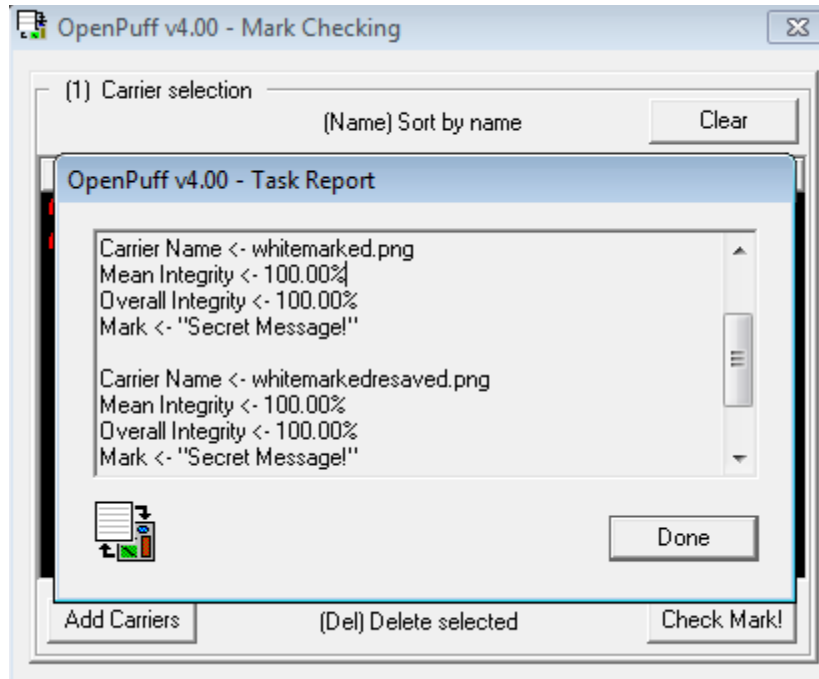 OpenPuff v4.00 - Mark Checking
(1) Carrier selection
(Name) Sort by name
Clear
OpenPuff v4.00 - Task Report
Carrier Name <- whitemarked.png
Mean Integrity <- 100.00%
Overall Integrity <- 100.00%
Mark <- "Secret Message!"
Carrier Name <- whitemarkedresaved.png
Mean Integrity <- 100.00%
Overall Integrity <- 100.00%
Mark <- "Secret Message!"
Done
Add Carriers
(Del) Delete selected
Check Mark!